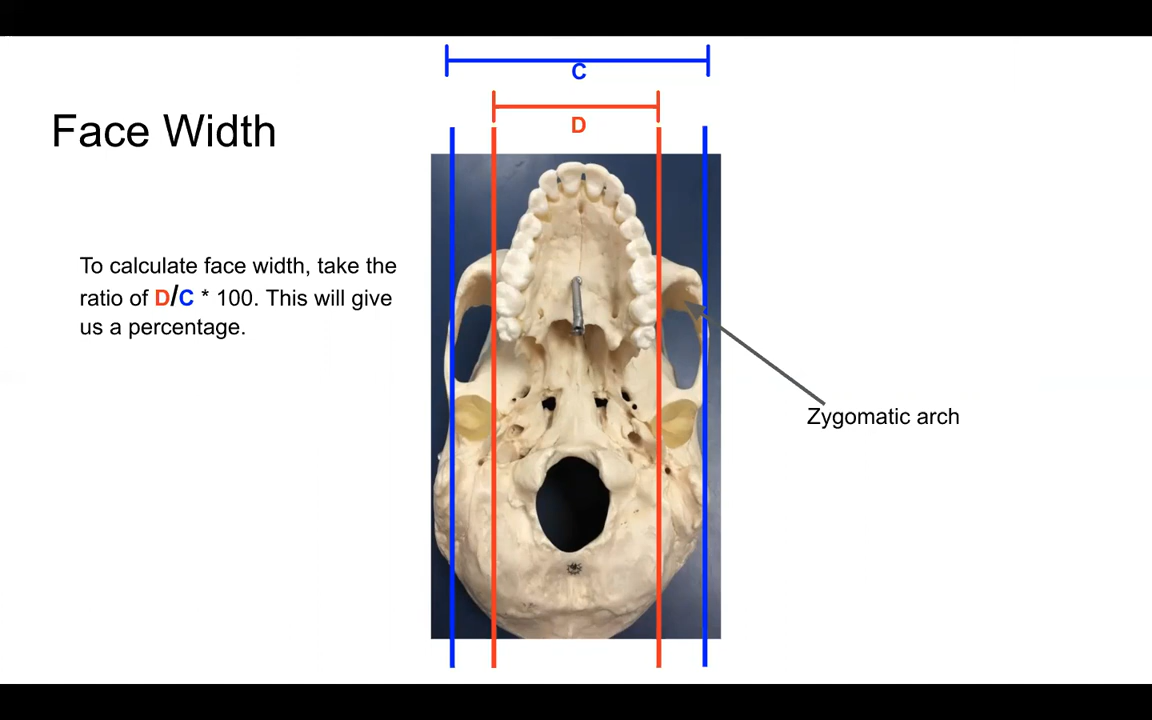 C
D
Face Width
To calculate face width, take the
ratio of D/C * 100. This will give
us a percentage.
Zygomatic arch